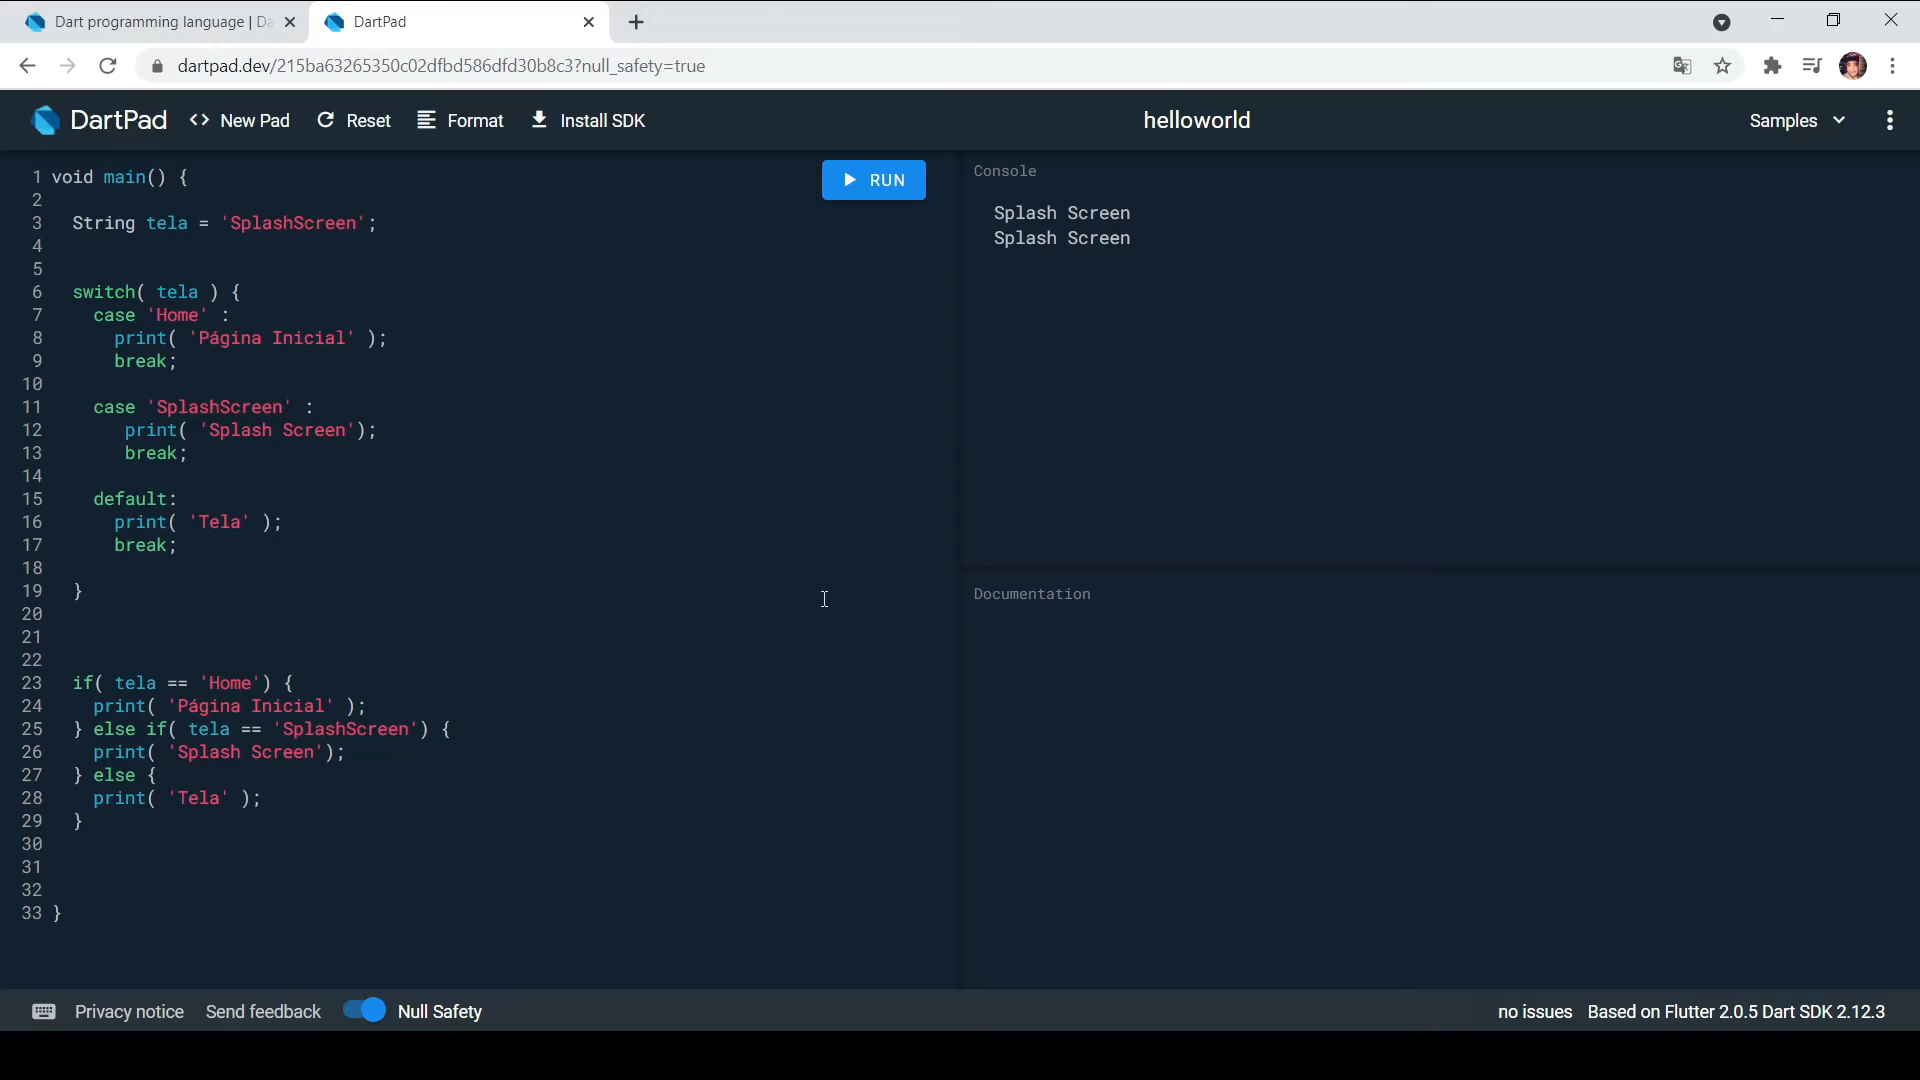 Dart programming language | Da
DartPad
dartpad.dev/215ba63265350c02dfbd586dfd30b8c3?null_safety=true
DartPad <> New Pad Reset Format Install SDK helloworld Samples
1 void main() {
RUN
Console
2
3   String tela = 'SplashScreen';
Splash Screen
Splash Screen
4
5
6   switch( tela ) {
7     case 'Home' :
8       print( 'Página Inicial' );
9       break;
10
11     case 'SplashScreen' :
12        print( 'Splash Screen');
13        break;
14
15     default:
16       print( 'Tela' );
17       break;
18
19   }
Documentation
20
21
22
23   if( tela == 'Home') {
24     print( 'Página Inicial' );
25   } else if( tela == 'SplashScreen') {
26     print( 'Splash Screen');
27   } else {
28     print( 'Tela' );
29   }
30
31
32
33 }
Privacy notice Send feedback Null Safety no issues Based on Flutter 2.0.5 Dart SDK 2.12.3